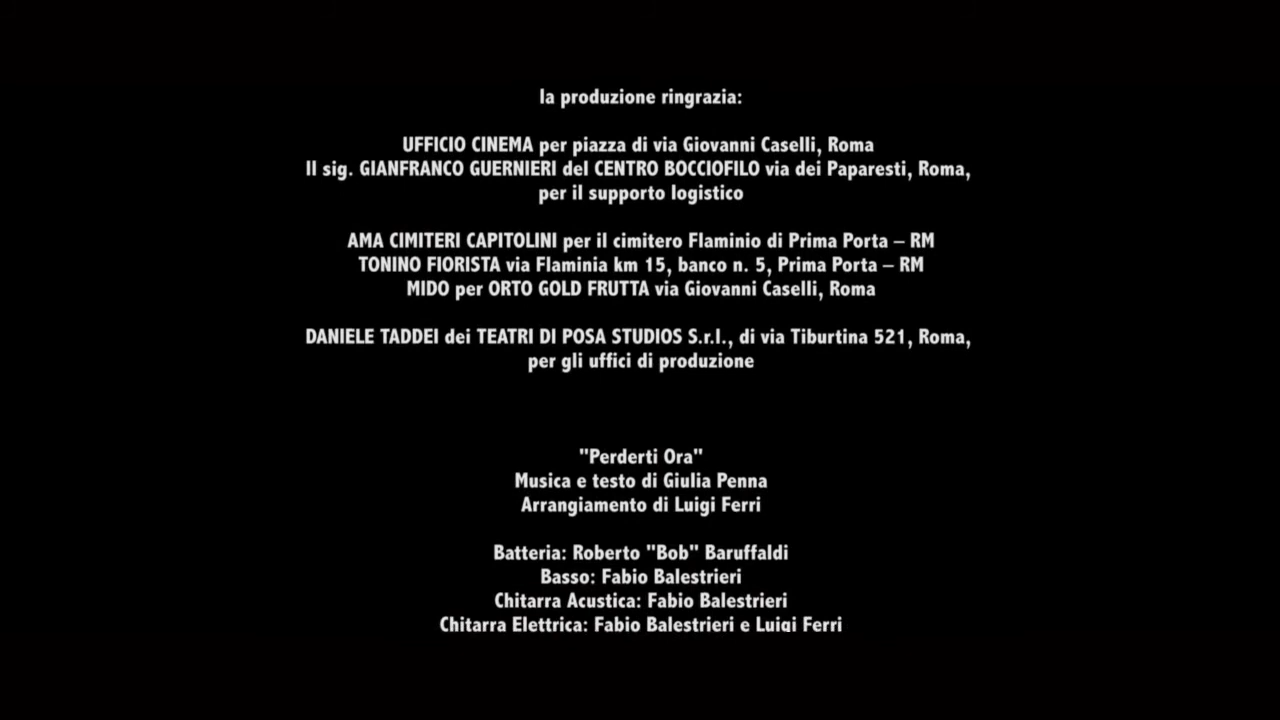 la produzione ringrazia:
UFFICIO CINEMA per piazza di via Giovanni Caselli, Roma
Il sig. GIANFRANCO GUERNIERI del CENTRO BOCCIOFILO via dei Paparesti, Roma,
per il supporto logistico
AMA CIMITERI CAPITOLINI per il cimitero Flaminio di Prima Porta – RM
TONINO FIORISTA via Flaminia km 15, banco n. 5, Prima Porta – RM
MIDO per ORTO GOLD FRUTTA via Giovanni Caselli, Roma
DANIELE TADDEI dei TEATRI DI POSA STUDIOS S.r.l., di via Tiburtina 521, Roma,
per gli uffici di produzione
"Perderti Ora"
Musica e testo di Giulia Penna
Arrangiamento di Luigi Ferri
Batteria: Roberto "Bob" Baruffaldi
Basso: Fabio Balestrieri
Chitarra Acustica: Fabio Balestrieri
Chitarra Elettrica: Fabio Balestrieri e Luigi Ferri